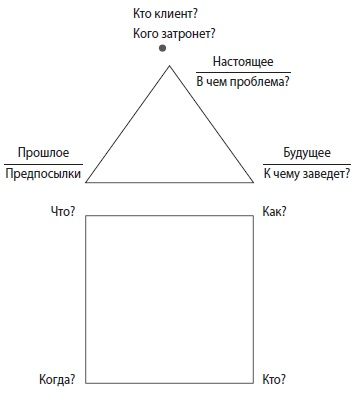 Кто клиент?
Кого затронет?
Настоящее
В чем проблема?
Прошлое
Предпосылки
Будущее
К чему заведет?
Что?
Как?
Когда?
Кто?